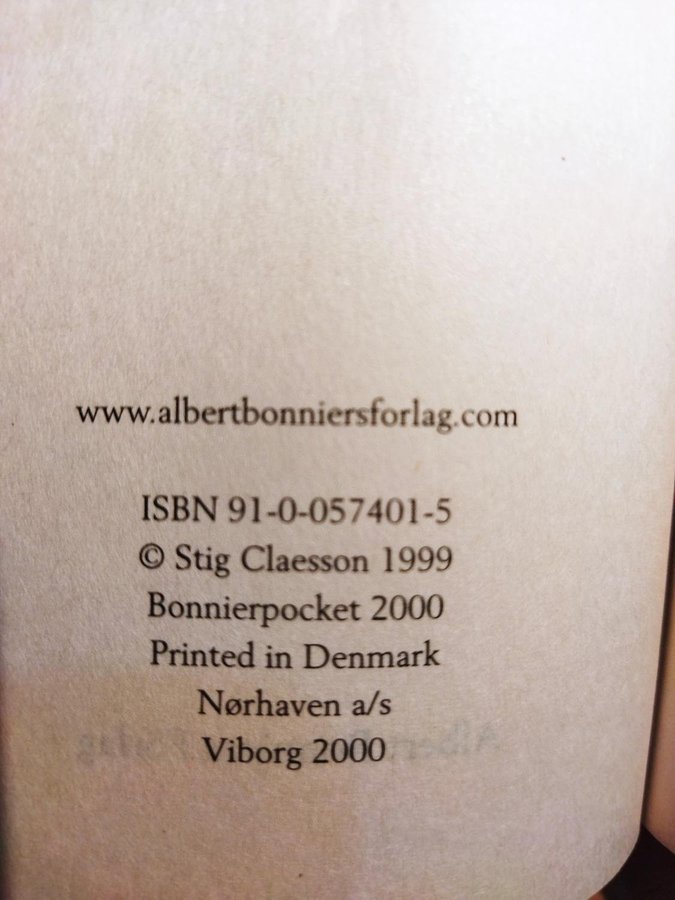 www.albertbonniersforlag.com
ISBN 91-0-057401-5
© Stig Claesson 1999
Bonnierpocket 2000
Printed in Denmark
Nørhaven a/s
Viborg 2000